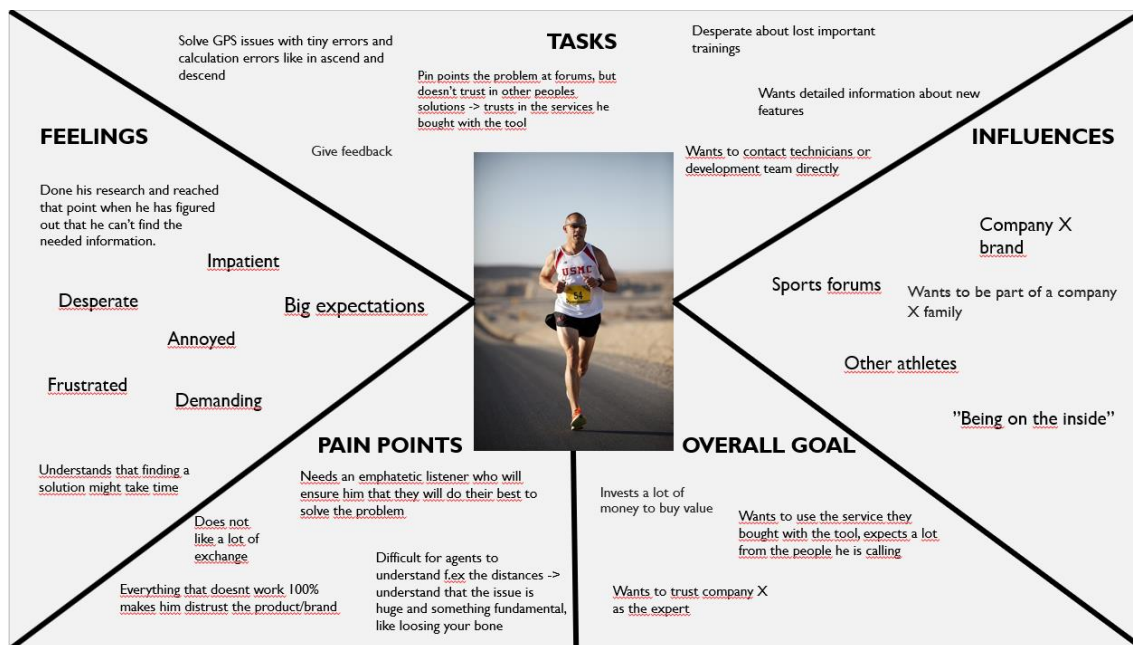 TASKS
Solve GPS issues with tiny errors and
calculation errors like in ascend and
descend
Pin points the problem at forums, but
doesn't trust in other peoples
solutions -> trusts in the services he
bought with the tool
Give feedback
Desperate about lost important
trainings
Wants detailed information about new
features
Wants to contact technicians or
development team directly
FEELINGS
Done his research and reached
that point when he has figured
out that he can't find the
needed information.
Impatient
Desperate
Big expectations
Annoyed
Frustrated
Demanding
Understands that finding a
solution might take time
USMC
54
INFLUENCES
Company X
brand
Sports forums
Wants to be part of a company
X family
Other athletes
"Being on the inside"
PAIN POINTS
Needs an emphatetic listener who will
ensure him that they will do their best to
solve the problem
Does not
like a lot of
exchange
Difficult for agents to
understand f.ex the distances ->
understand that the issue is
huge and something fundamental,
like loosing your bone
Everything that doesnt work 100%
makes him distrust the product/brand
OVERALL GOAL
Invests a lot of
money to buy value
Wants to use the service they
bought with the tool, expects a lot
from the people he is calling
Wants to trust company X
as the expert